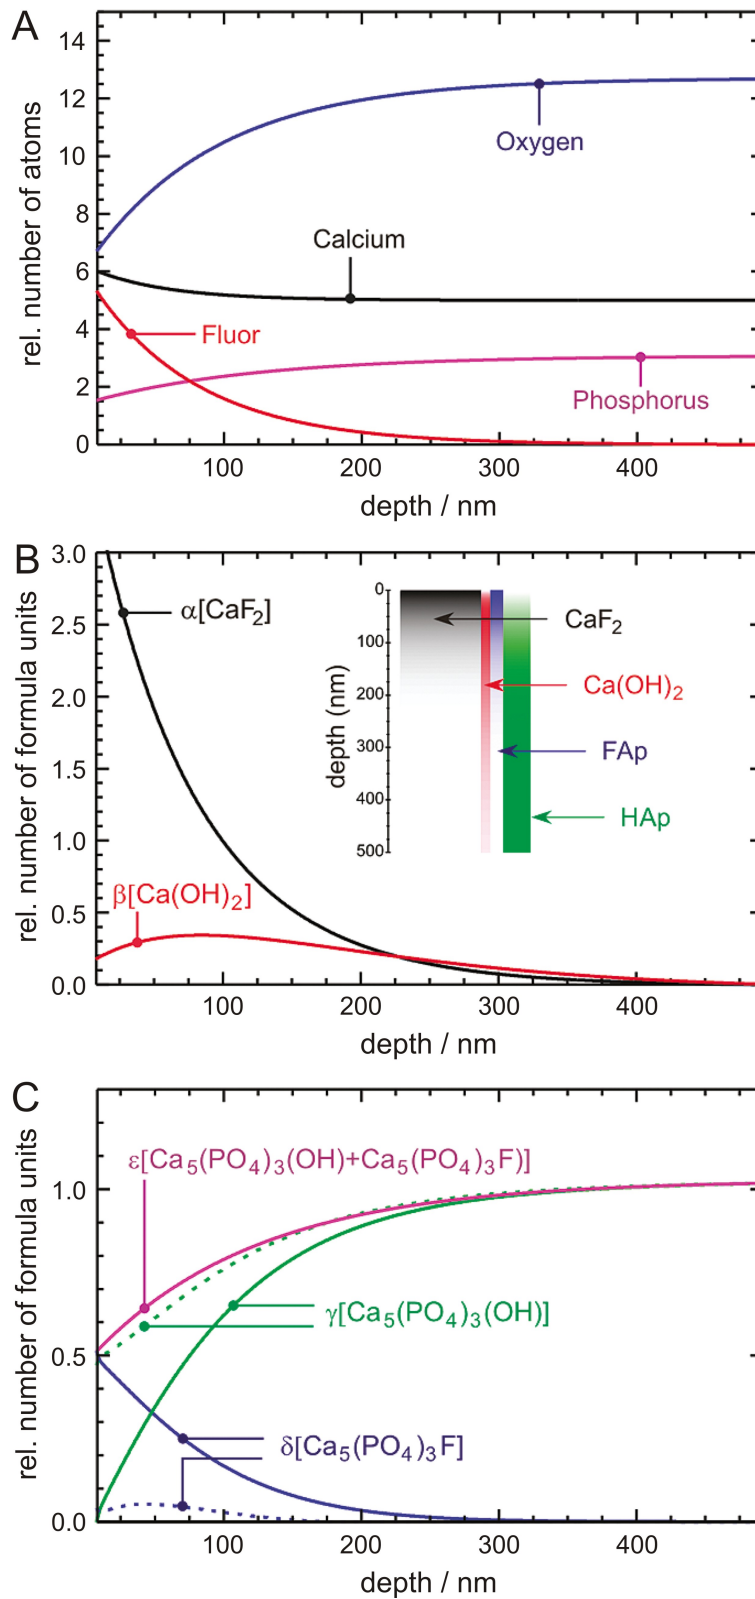 A
14
12
10
8
6
4
2
0
rel. number of atoms
Oxygen
Calcium
Fluor
Phosphorus
100 200 300 400
depth / nm
B
3.0
2.5
2.0
1.5
1.0
0.5
0.0
rel. number of formula units
α[CaF₂]
β[Ca(OH)₂]
0
100
200
300
400
500
depth (nm)
CaF₂
Ca(OH)₂
FAp
HAp
100 200 300 400
depth / nm
C
1.0
0.5
0.0
rel. number of formula units
ε[Ca₅(PO₄)₃(OH)+Ca₅(PO₄)₃F)]
γ[Ca₅(PO₄)₃(OH)]
δ[Ca₅(PO₄)₃F]
100 200 300 400
depth / nm